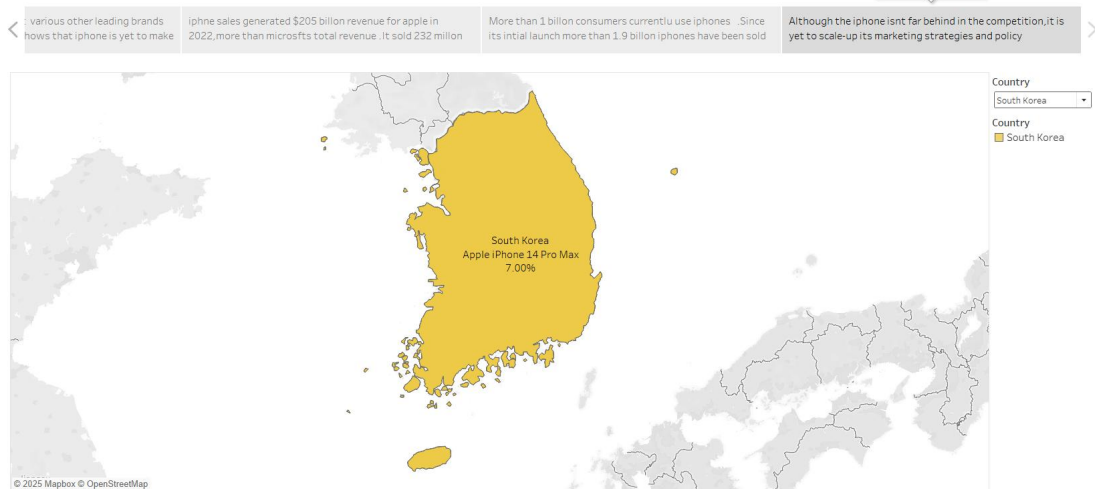 : various other leading brands
hows that iphone is yet to make
iphne sales generated $205 billon revenue for apple in
2022,more than microsfts total revenue .It sold 232 millon
More than 1 billon consumers currentlu use iphones .Since
its intial launch more than 1.9 billon iphones have been sold
Although the iphone isnt far behind in the competition,it is
yet to scale-up its marketing strategies and policy
Country
South Korea
Country
South Korea
South Korea
Apple iPhone 14 Pro Max
7.00%
© 2025 Mapbox © OpenStreetMap